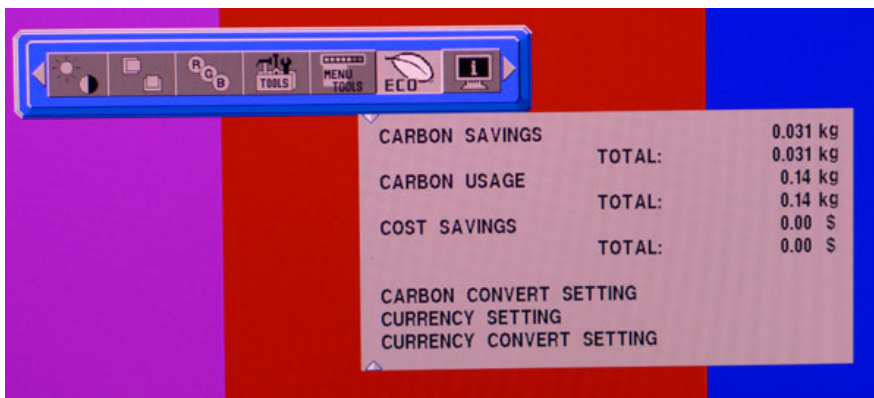 R G B
TOOLS
MENU TOOLS
ECO
i
CARBON SAVINGS 0.031 kg
TOTAL: 0.031 kg
CARBON USAGE 0.14 kg
TOTAL: 0.14 kg
COST SAVINGS 0.00 $
TOTAL: 0.00 $
CARBON CONVERT SETTING
CURRENCY SETTING
CURRENCY CONVERT SETTING